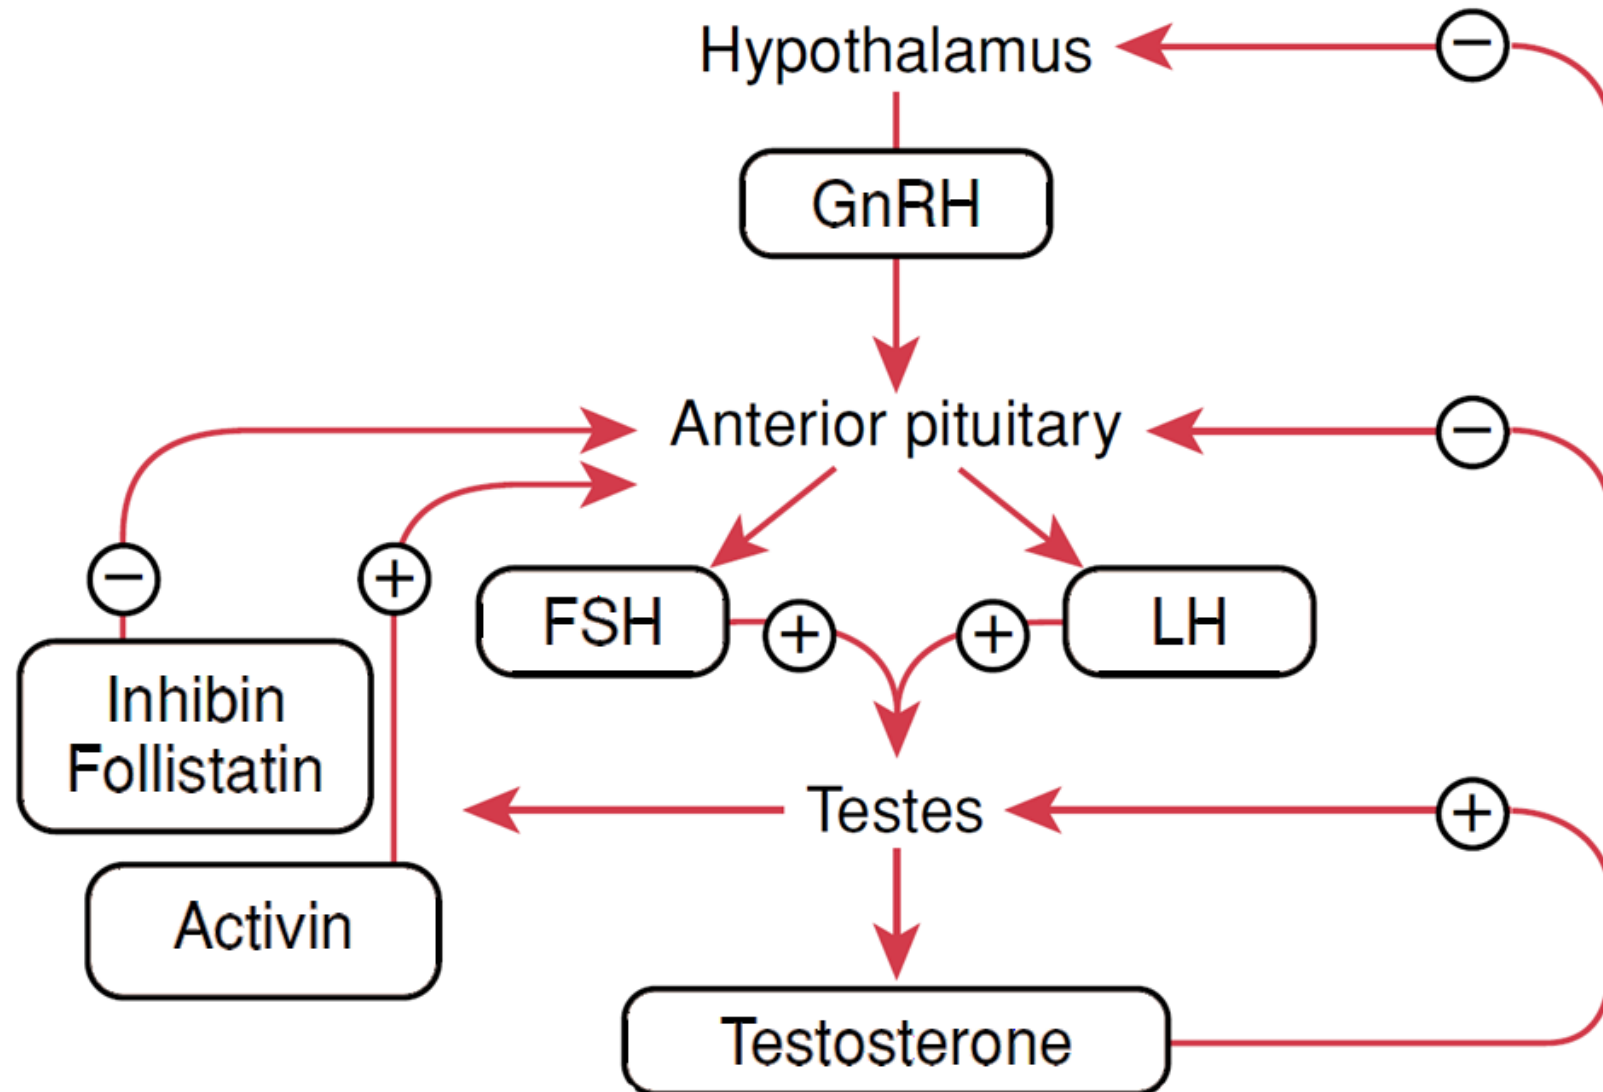 Hypothalamus
−
GnRH
Anterior pituitary
−
−
+
FSH
+
+
LH
Inhibin
Follistatin
Testes
+
Activin
Testosterone